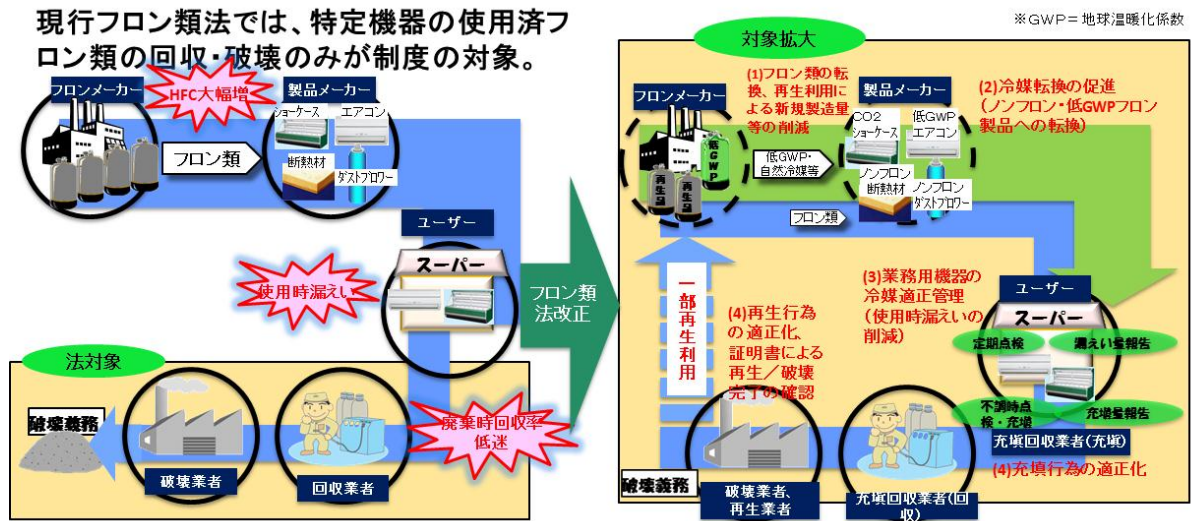 現行フロン類法では、特定機器の使用済フ
ロン類の回収・破壊のみが制度の対象。
フロンメーカー
HFC大幅増
製品メーカー
ショーケース
エアコン
フロン類
断熱材
ダストブロワー
ユーザー
スーパー
使用時漏えい
フロン類
法改正
法対象
破壊義務
破壊業者
回収業者
廃棄時回収率
低迷
※GWP=地球温暖化係数
対象拡大
フロンメーカー
(1)フロン類の転
換、再生利用に
よる新規製造量
等の削減
製品メーカー
(2)冷媒転換の促進
(ノンフロン・低GWPフロン
製品への転換)
低GWP
再生品
再生品
低GWP・
自然冷媒等
CO2
ショーケース
低GWP
エアコン
ノンフロン
断熱材
ノンフロン
ダストブロワー
フロン類
一部再生利用
(3)業務用機器の
冷媒適正管理
(使用時漏えいの
削減)
ユーザー
スーパー
定期点検
漏えい量報告
不調時点
検・充塡
充塡量報告
(4)再生行為
の適正化、
証明書による
再生/破壊
完了の確認
充塡回収業者(充塡)
(4)充填行為の適正化
破壊義務
破壊業者、
再生業者
充塡回収業者(回
収)